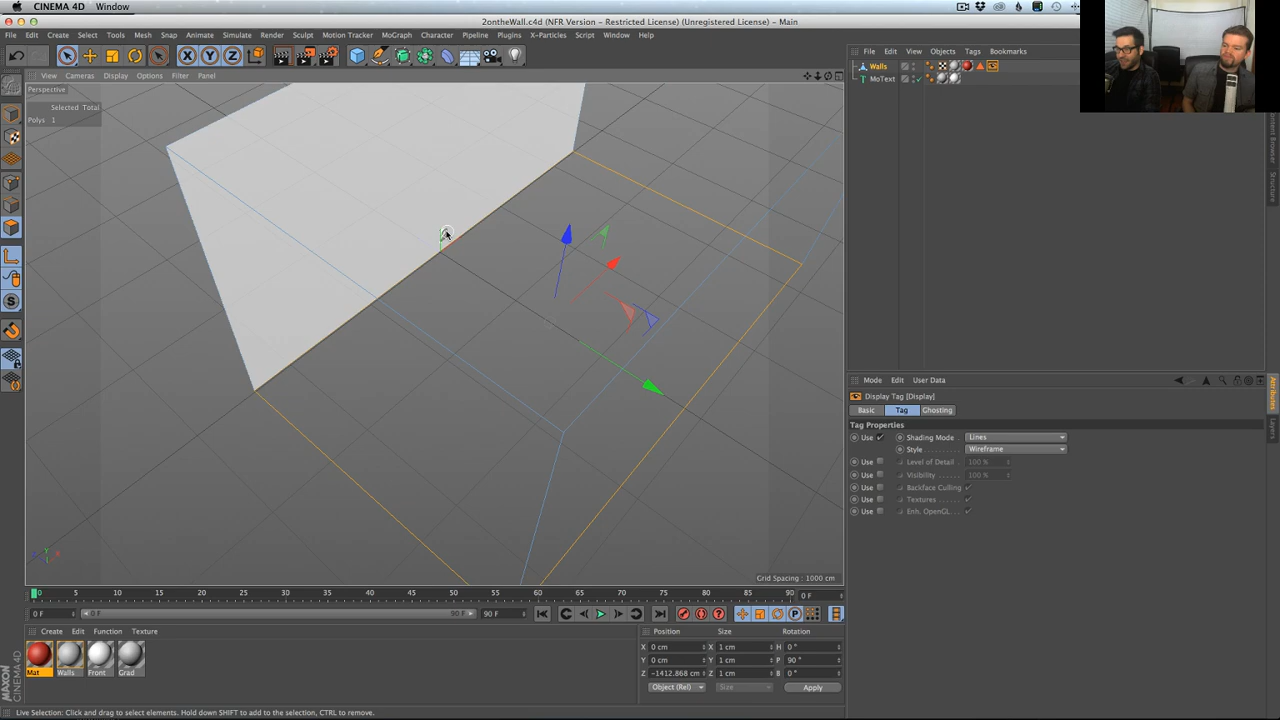 CINEMA 4D Window
2ontheWall.c4d (NFR Version - Restricted License) (Unregistered License) - Main
File Edit Create Select Tools Mesh Snap Animate Simulate Render Sculpt Motion Tracker MoGraph Character Pipeline Plugins X-Particles Script Window Help
X Y Z
View Cameras Display Options Filter Panel
Perspective
Selected Total
Polys 1
Grid Spacing : 1000 cm
File Edit View Objects Tags Bookmarks
Walls
MoText
Content Browser
Structure
Mode Edit User Data
Display Tag [Display]
Basic Tag Ghosting
Tag Properties
Use Shading Mode Lines
Style Wireframe
Use Level of Detail 100 %
Use Visibility 100 %
Use Backface Culling
Use Textures
Use Enh. OpenGL
Attributes
Layers
0 5 10 15 20 25 30 35 40 45 50 55 60 65 70 75 80 85 90 0 F
0 F 0 F 90 F 90 F
Create Edit Function Texture
Mat Walls Front Grad
Position Size Rotation
X 0 cm X 1 cm H 0 °
Y 0 cm Y 1 cm P 90 °
Z -1412.868 cm Z 1 cm B 0 °
Object (Rel) Size Apply
MAXON CINEMA 4D
Live Selection: Click and drag to select elements. Hold down SHIFT to add to the selection, CTRL to remove.